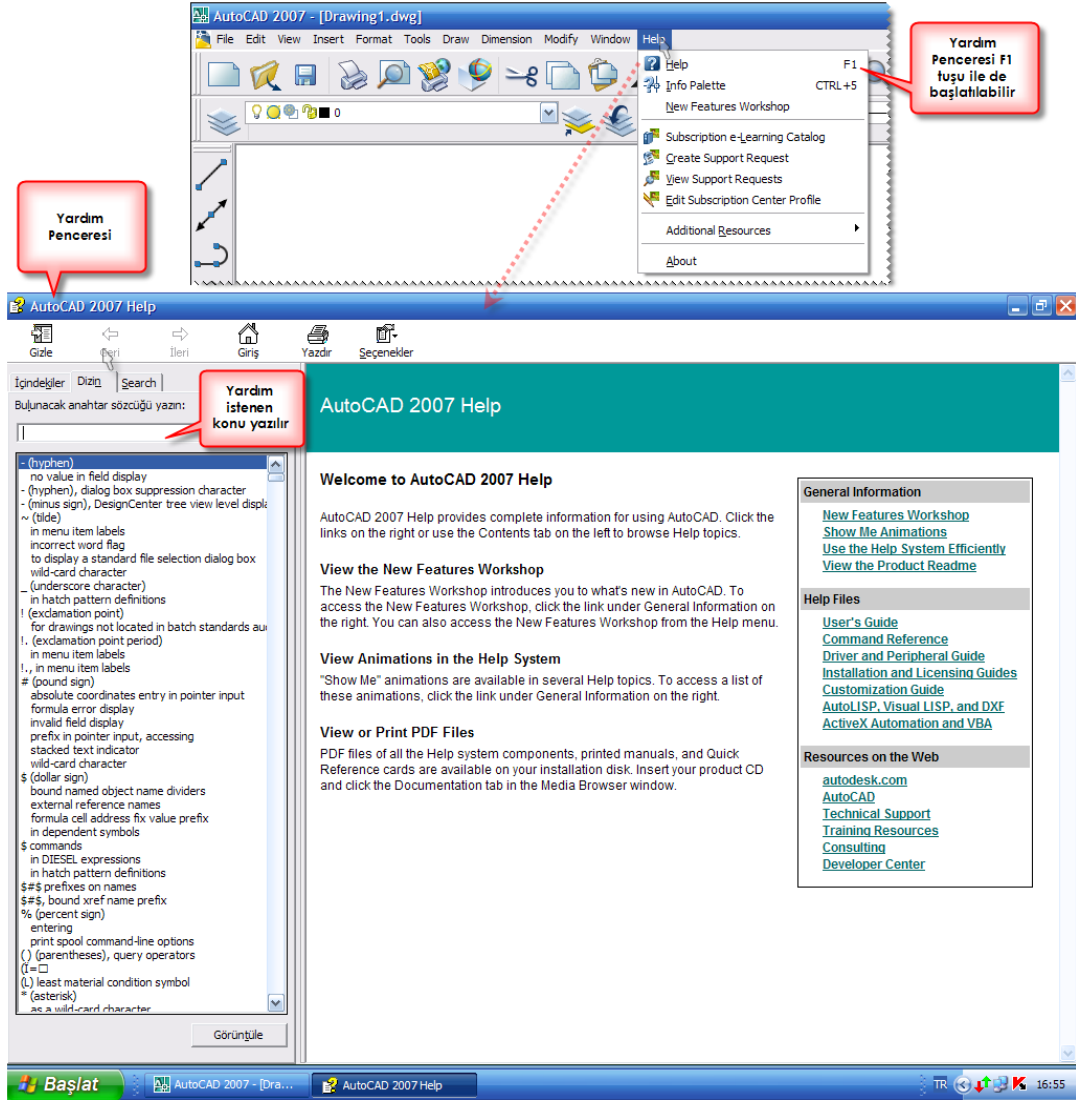 AutoCAD 2007 - [Drawing1.dwg]
File Edit View Insert Format Tools Draw Dimension Modify Window Help
Help F1
Info Palette CTRL+5
New Features Workshop
Subscription e-Learning Catalog
Create Support Request
View Support Requests
Edit Subscription Center Profile
Additional Resources
About
0
Yardım
Penceresi F1
tuşu ile de
başlatılabilir
Yardım
Penceresi
AutoCAD 2007 Help
Gizle Geri İleri Giriş Yazdır Seçenekler
İçindekiler Dizin Search
Bulunacak anahtar sözcüğü yazın:
Yardım
istenen
konu yazılır
- (hyphen)
no value in field display
- (hyphen), dialog box suppression character
- (minus sign), DesignCenter tree view level displa
~ (tilde)
in menu item labels
incorrect word flag
to display a standard file selection dialog box
wild-card character
_ (underscore character)
in hatch pattern definitions
! (exclamation point)
for drawings not located in batch standards au
!. (exclamation point period)
in menu item labels
!., in menu item labels
# (pound sign)
absolute coordinates entry in pointer input
formula error display
invalid field display
prefix in pointer input, accessing
stacked text indicator
wild-card character
$ (dollar sign)
bound named object name dividers
external reference names
formula cell address fix value prefix
in dependent symbols
$ commands
in DIESEL expressions
in hatch pattern definitions
$#$ prefixes on names
$#$, bound xref name prefix
% (percent sign)
entering
print spool command-line options
( ) (parentheses), query operators
(L) least material condition symbol
* (asterisk)
as a wild-card character
Görüntüle
AutoCAD 2007 Help
Welcome to AutoCAD 2007 Help
AutoCAD 2007 Help provides complete information for using AutoCAD. Click the
links on the right or use the Contents tab on the left to browse Help topics.
View the New Features Workshop
The New Features Workshop introduces you to what's new in AutoCAD. To
access the New Features Workshop, click the link under General Information on
the right. You can also access the New Features Workshop from the Help menu.
View Animations in the Help System
"Show Me" animations are available in several Help topics. To access a list of
these animations, click the link under General Information on the right.
View or Print PDF Files
PDF files of all the Help system components, printed manuals, and Quick
Reference cards are available on your installation disk. Insert your product CD
and click the Documentation tab in the Media Browser window.
General Information
New Features Workshop
Show Me Animations
Use the Help System Efficiently
View the Product Readme
Help Files
User's Guide
Command Reference
Driver and Peripheral Guide
Installation and Licensing Guides
Customization Guide
AutoLISP, Visual LISP, and DXF
ActiveX Automation and VBA
Resources on the Web
autodesk.com
AutoCAD
Technical Support
Training Resources
Consulting
Developer Center
Başlat AutoCAD 2007 - [Dra... AutoCAD 2007 Help TR 16:55